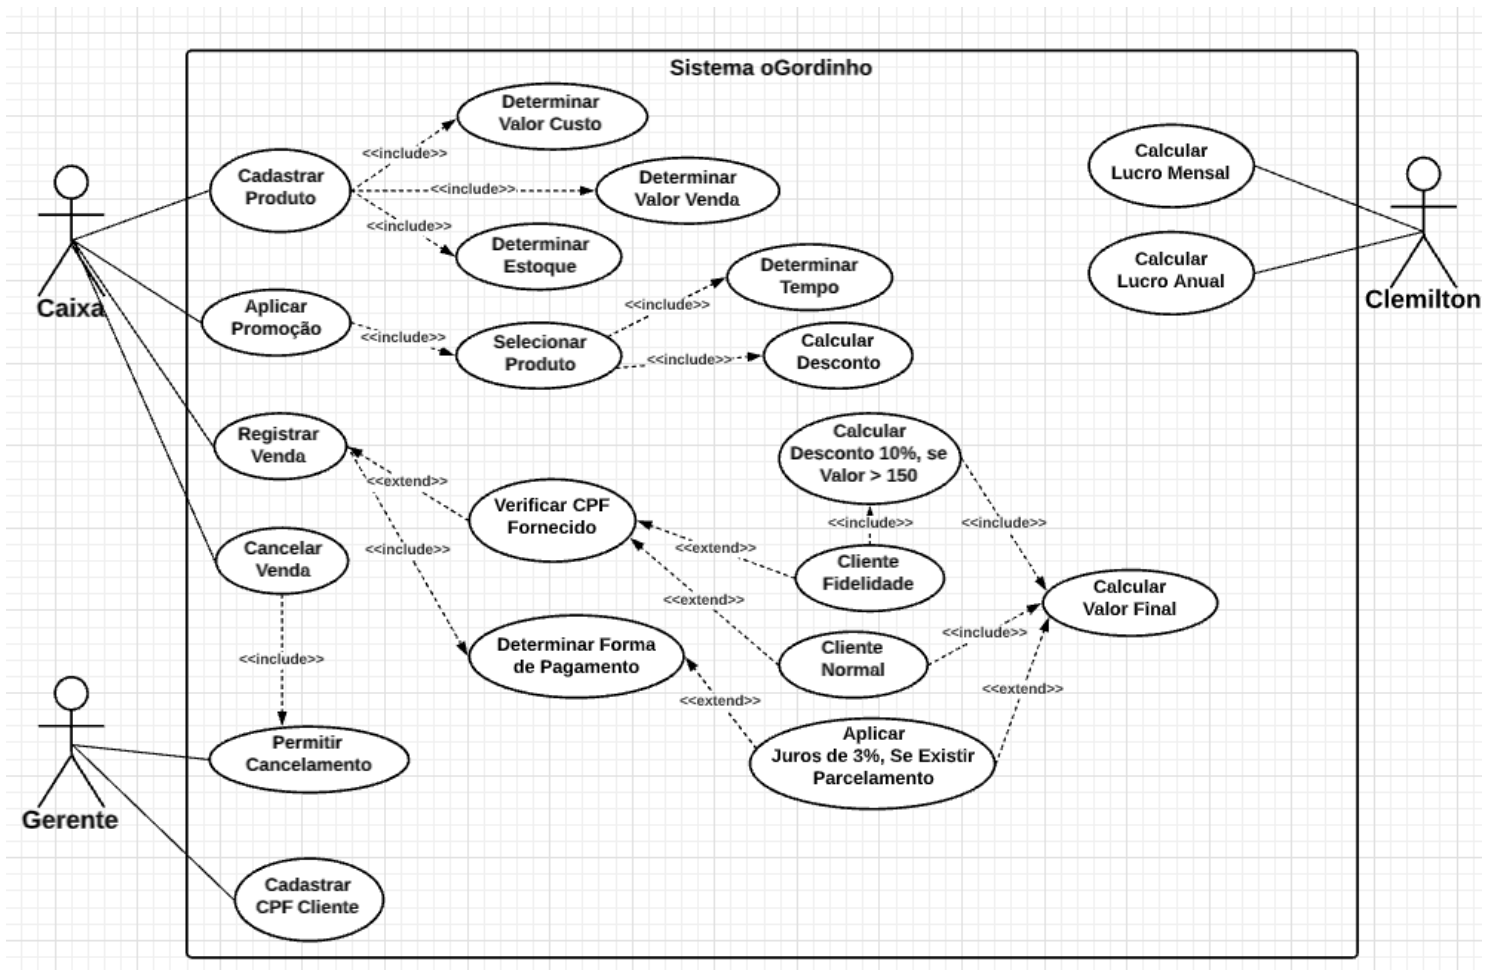 Sistema oGordinho
Determinar
Valor Custo
<<include>>
Cadastrar
Produto
<<include>>
Determinar
Valor Venda
<<include>>
Determinar
Estoque
Calcular
Lucro Mensal
Calcular
Lucro Anual
Clemilton
Caixa
Aplicar
Promoção
<<include>>
Selecionar
Produto
<<include>>
Determinar
Tempo
<<include>>
Calcular
Desconto
Registrar
Venda
<<extend>>
Verificar CPF
Fornecido
Calcular
Desconto 10%, se
Valor > 150
<<include>>
<<include>>
<<extend>>
Cliente
Fidelidade
Cancelar
Venda
<<include>>
<<extend>>
Calcular
Valor Final
Determinar Forma
de Pagamento
Cliente
Normal
<<include>>
<<include>>
<<extend>>
<<extend>>
Aplicar
Juros de 3%, Se Existir
Parcelamento
Permitir
Cancelamento
Gerente
Cadastrar
CPF Cliente